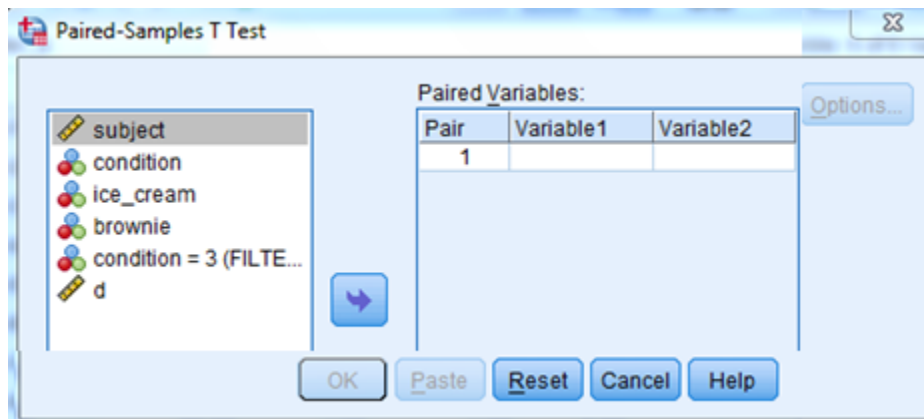 Paired-Samples T Test
Paired Variables:
Options...
subject
condition
ice_cream
brownie
condition = 3 (FILTE...
d
Pair Variable1 Variable2
1
OK Paste Reset Cancel Help